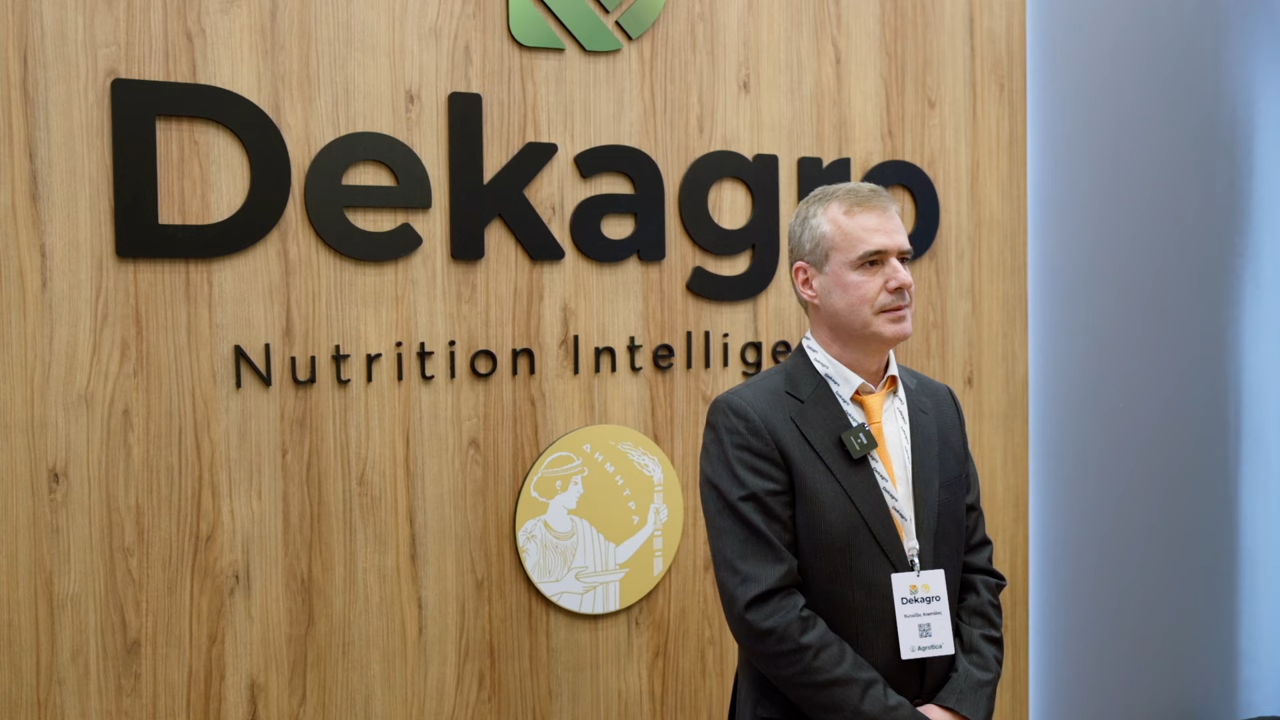 Dekagro
Nutrition Intellige
ΔΗΜΗΤΡΑ
Dekagro
Agrotica